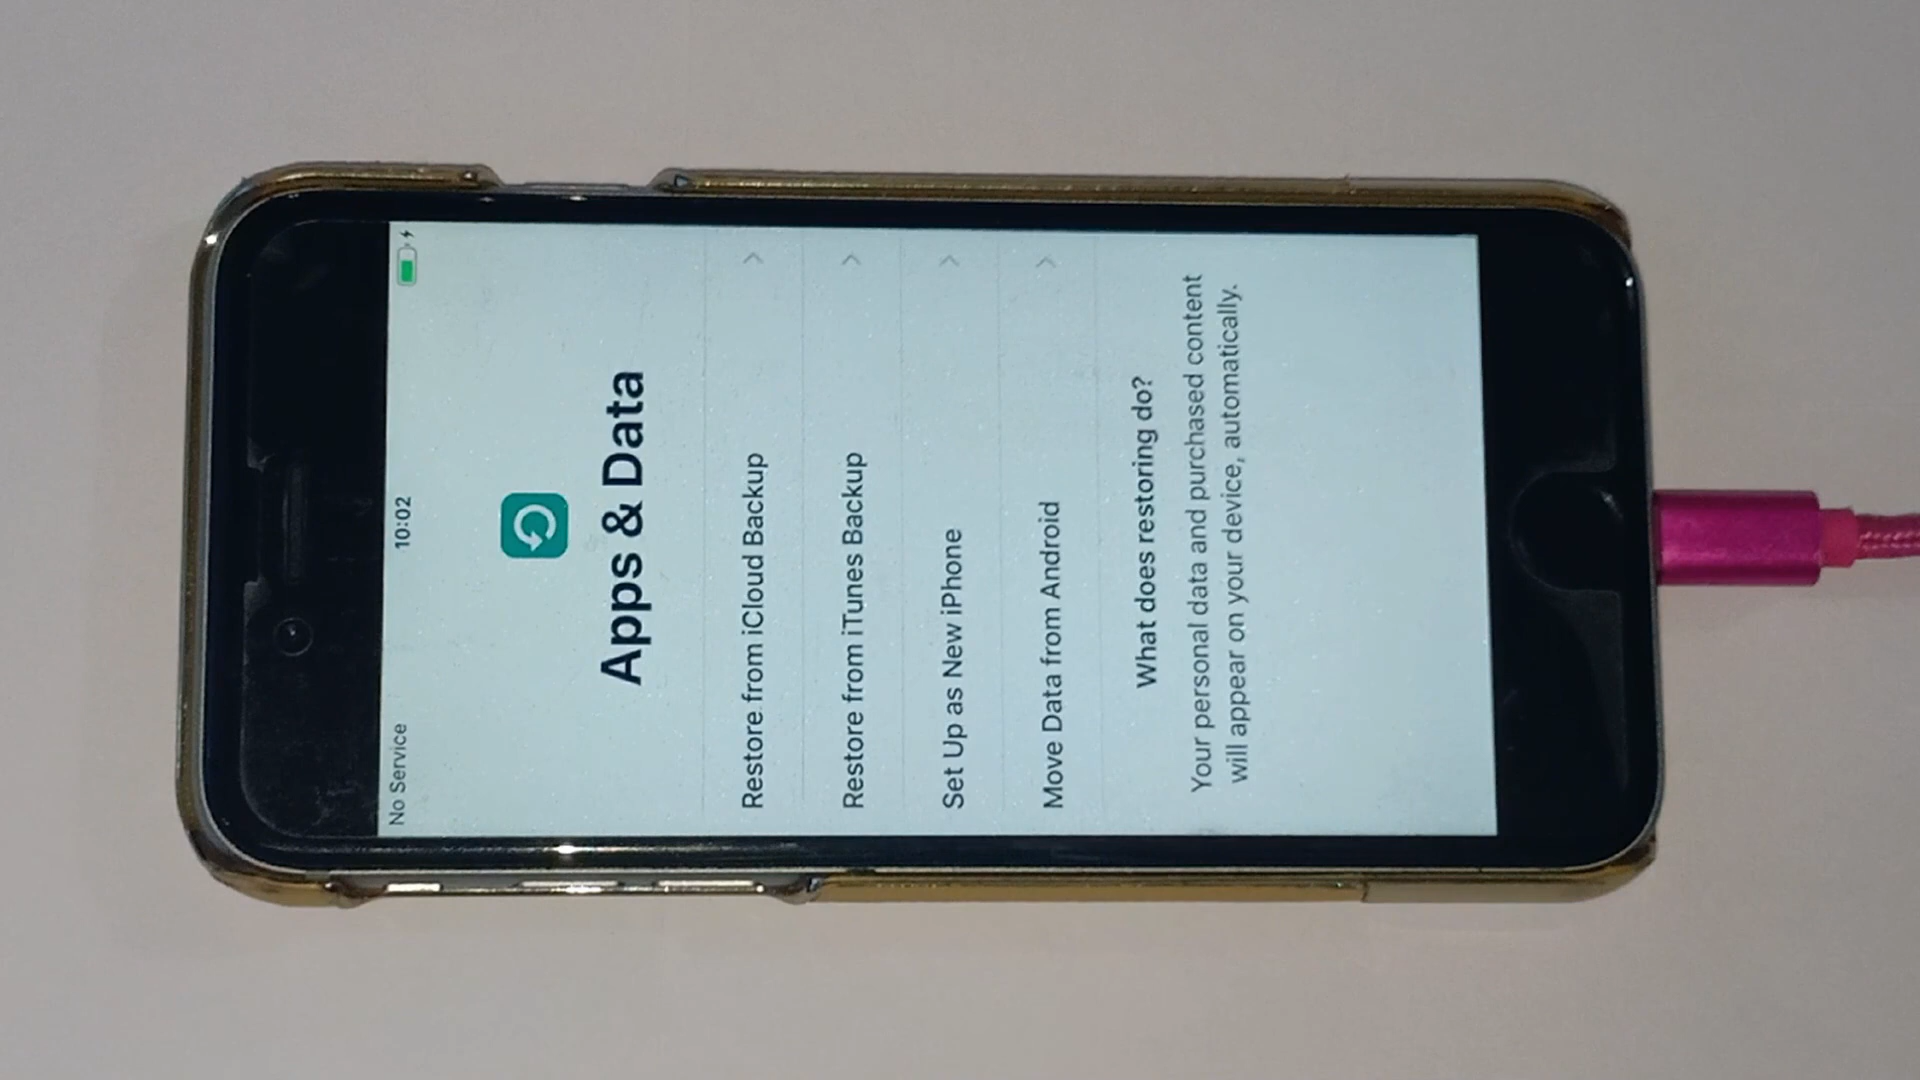 No Service 10:02
Apps & Data
Restore from iCloud Backup
Restore from iTunes Backup
Set Up as New iPhone
Move Data from Android
What does restoring do?
Your personal data and purchased content
will appear on your device, automatically.